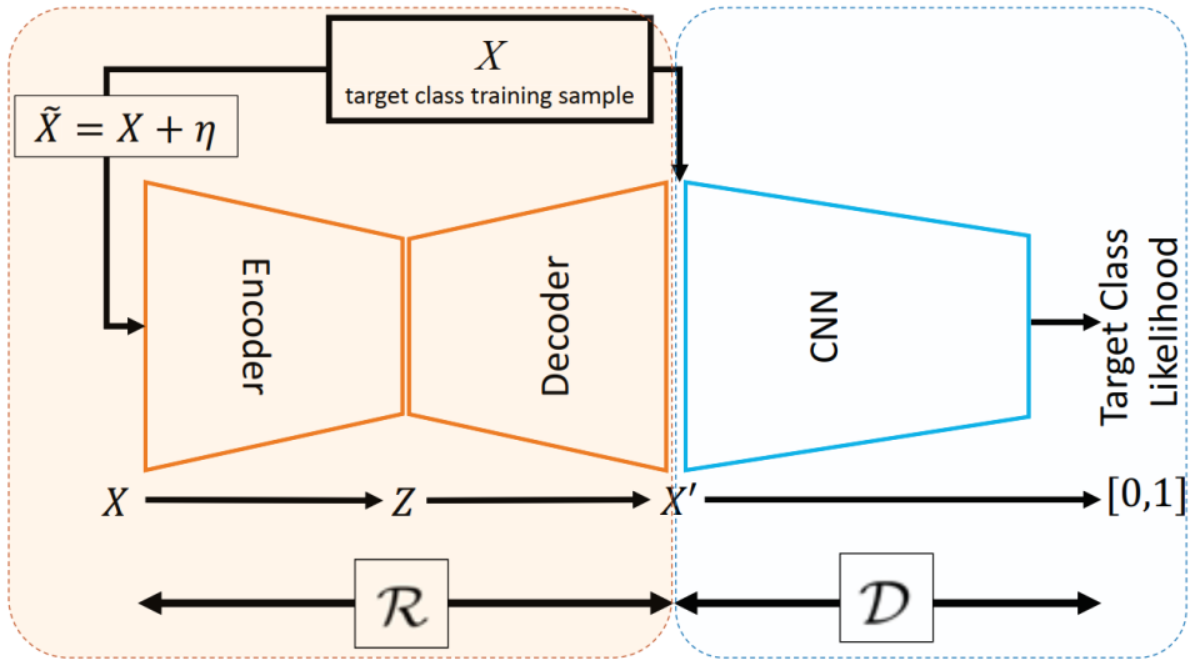 X
target class training sample
X̃ = X + η
Encoder
Decoder
CNN
Target Class
Likelihood
X
Z
X′
[0,1]
ℛ
𝒟